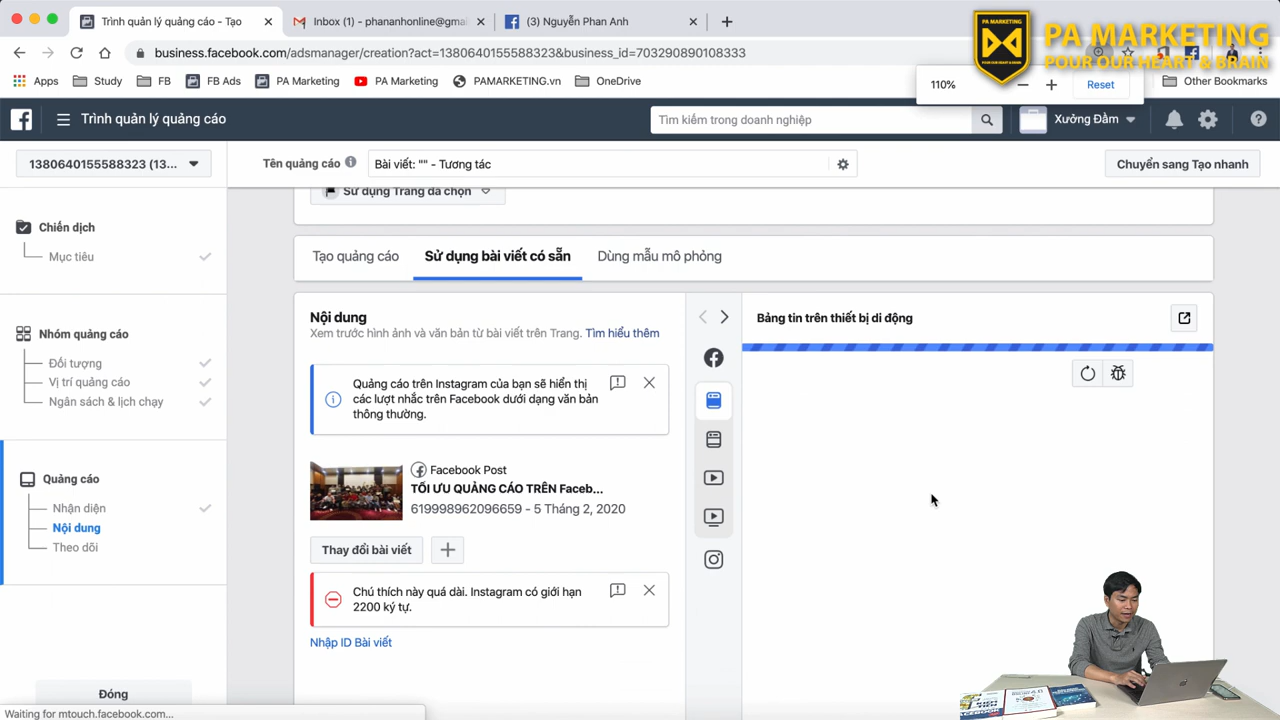 Trình quản lý quảng cáo - Tạo
Inbox (1) - phananhonline@gmai
(3) Nguyễn Phan Anh
business.facebook.com/adsmanager/creation?act=1380640155588323&business_id=703290890108333
PA MARKETING
POUR OUR HEART & BRAIN
Apps
Study
FB
FB Ads
PA Marketing
PA Marketing
PAMARKETING.V
OneDrive
Other Bookmarks
110%
Reset
Trình quản lý quảng cáo
Tìm kiếm trong doanh nghiệp
Xưởng Đầm
1380640155588323 (13...
Tên quảng cáo
Bài viết: "" - Tương tác
Chuyển sang Tạo nhanh
Sử dụng Trang đã chọn
Chiến dịch
Mục tiêu
Tạo quảng cáo
Sử dụng bài viết có sẵn
Dùng mẫu mô phỏng
Nhóm quảng cáo
Đối tượng
Vị trí quảng cáo
Ngân sách & lịch chạy
Nội dung
Xem trước hình ảnh và văn bản từ bài viết trên Trang. Tìm hiểu thêm
Bảng tin trên thiết bị di động
Quảng cáo trên Instagram của bạn sẽ hiển thị
các lượt nhắc trên Facebook dưới dạng văn bản
thông thường.
Quảng cáo
Nhận diện
Nội dung
Theo dõi
Facebook Post
TỐI ƯU QUẢNG CÁO TRÊN Faceb...
619998962096659 - 5 Tháng 2, 2020
Thay đổi bài viết
Chú thích này quá dài. Instagram có giới hạn
2200 ký tự.
Nhập ID Bài viết
Đóng
Waiting for mtouch.facebook.com...